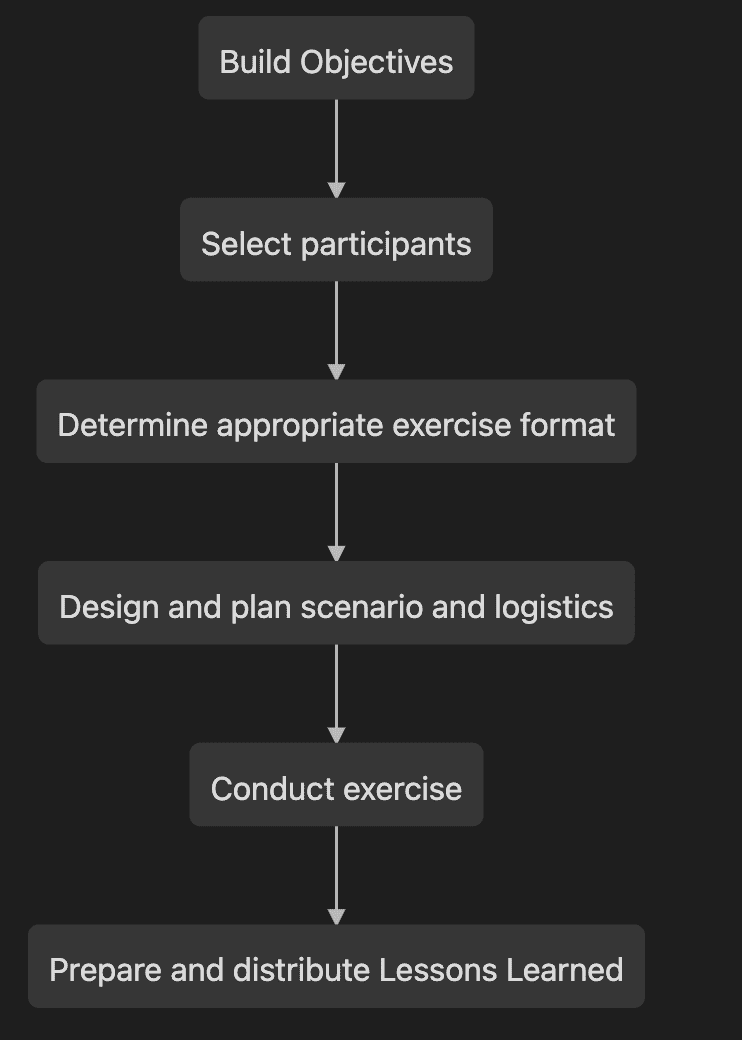 Build Objectives
Select participants
Determine appropriate exercise format
Design and plan scenario and logistics
Conduct exercise
Prepare and distribute Lessons Learned